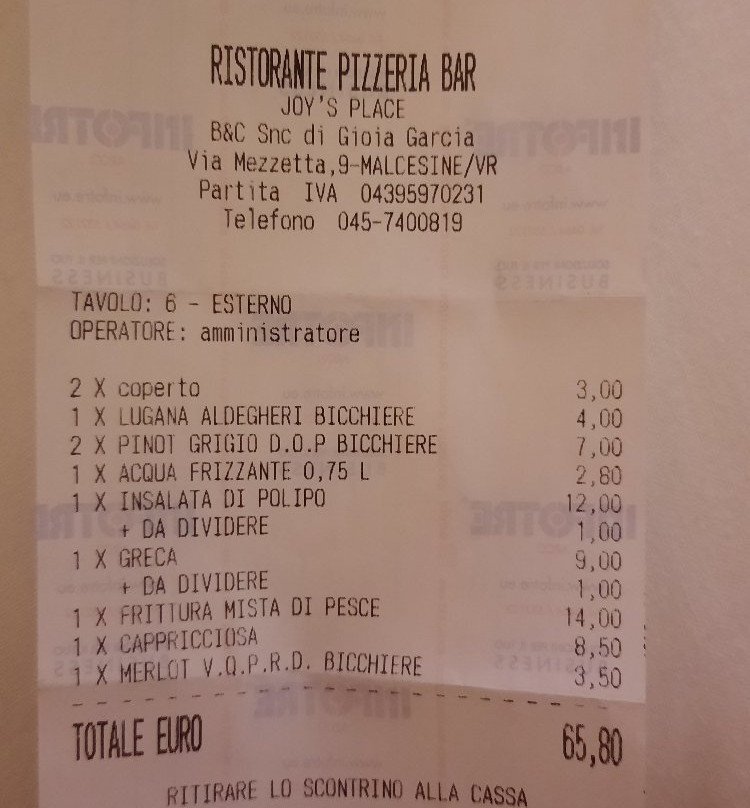 RISTORANTE PIZZERIA BAR
JOY'S PLACE
B&C Snc di Gioia Garcia
Via Mezzetta,9-MALCESINE/VR
Partita IVA 04395970231
Telefono 045-7400819
TAVOLO: 6 - ESTERNO
OPERATORE: amministratore
2 X coperto 3,00
1 X LUGANA ALDEGHERI BICCHIERE 4,00
2 X PINOT GRIGIO D.O.P BICCHIERE 7,00
1 X ACQUA FRIZZANTE 0,75 L 2,80
1 X INSALATA DI POLIPO 12,00
+ DA DIVIDERE 1,00
1 X GRECA 9,00
+ DA DIVIDERE 1,00
1 X FRITTURA MISTA DI PESCE 14,00
1 X CAPPRICCIOSA 8,50
1 X MERLOT V.Q.P.R.D. BICCHIERE 3,50
TOTALE EURO 65,80
RITIRARE LO SCONTRINO ALLA CASSA